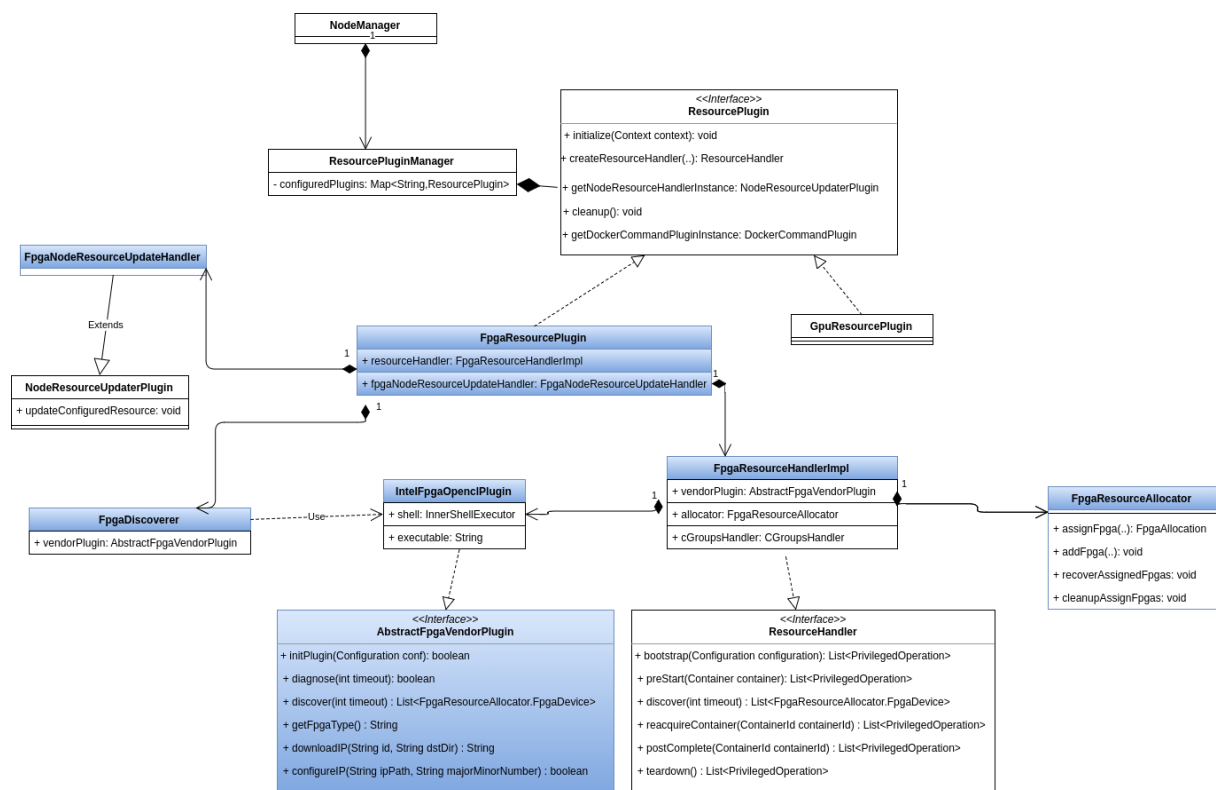 NodeManager
1
<<Interface>>
ResourcePlugin
+ initialize(Context context): void
+ createResourceHandler(..): ResourceHandler
+ getNodeResourceHandlerInstance: NodeResourceUpdaterPlugin
+ cleanup(): void
+ getDockerCommandPluginInstance: DockerCommandPlugin
ResourcePluginManager
- configuredPlugins: Map<String,ResourcePlugin>
FpgaNodeResourceUpdateHandler
Extends
NodeResourceUpdaterPlugin
+ updateConfiguredResource: void
GpuResourcePlugin
FpgaResourcePlugin
+ resourceHandler: FpgaResourceHandlerImpl
+ fpgaNodeResourceUpdateHandler: FpgaNodeResourceUpdateHandler
1
1
1
FpgaDiscoverer
+ vendorPlugin: AbstractFpgaVendorPlugin
Use
IntelFpgaOpenclPlugin
+ shell: InnerShellExecutor
+ executable: String
1
FpgaResourceHandlerImpl
+ vendorPlugin: AbstractFpgaVendorPlugin
+ allocator: FpgaResourceAllocator
+ cGroupsHandler: CGroupsHandler
1
FpgaResourceAllocator
+ assignFpga(..): FpgaAllocation
+ addFpga(..): void
+ recoverAssignedFpgas: void
+ cleanupAssignFpgas: void
<<Interface>>
AbstractFpgaVendorPlugin
+ initPlugin(Configuration conf): boolean
+ diagnose(int timeout): boolean
+ discover(int timeout) : List<FpgaResourceAllocator.FpgaDevice>
+ getFpgaType() : String
+ downloadIP(String id, String dstDir) : String
+ configureIP(String ipPath, String majorMinorNumber) : boolean
<<Interface>>
ResourceHandler
+ bootstrap(Configuration configuration): List<PrivilegedOperation>
+ preStart(Container container): List<PrivilegedOperation>
+ discover(int timeout) : List<FpgaResourceAllocator.FpgaDevice>
+ reacquireContainer(ContainerId containerId) : List<PrivilegedOperation>
+ postComplete(ContainerId containerId) : List<PrivilegedOperation>
+ teardown() : List<PrivilegedOperation>